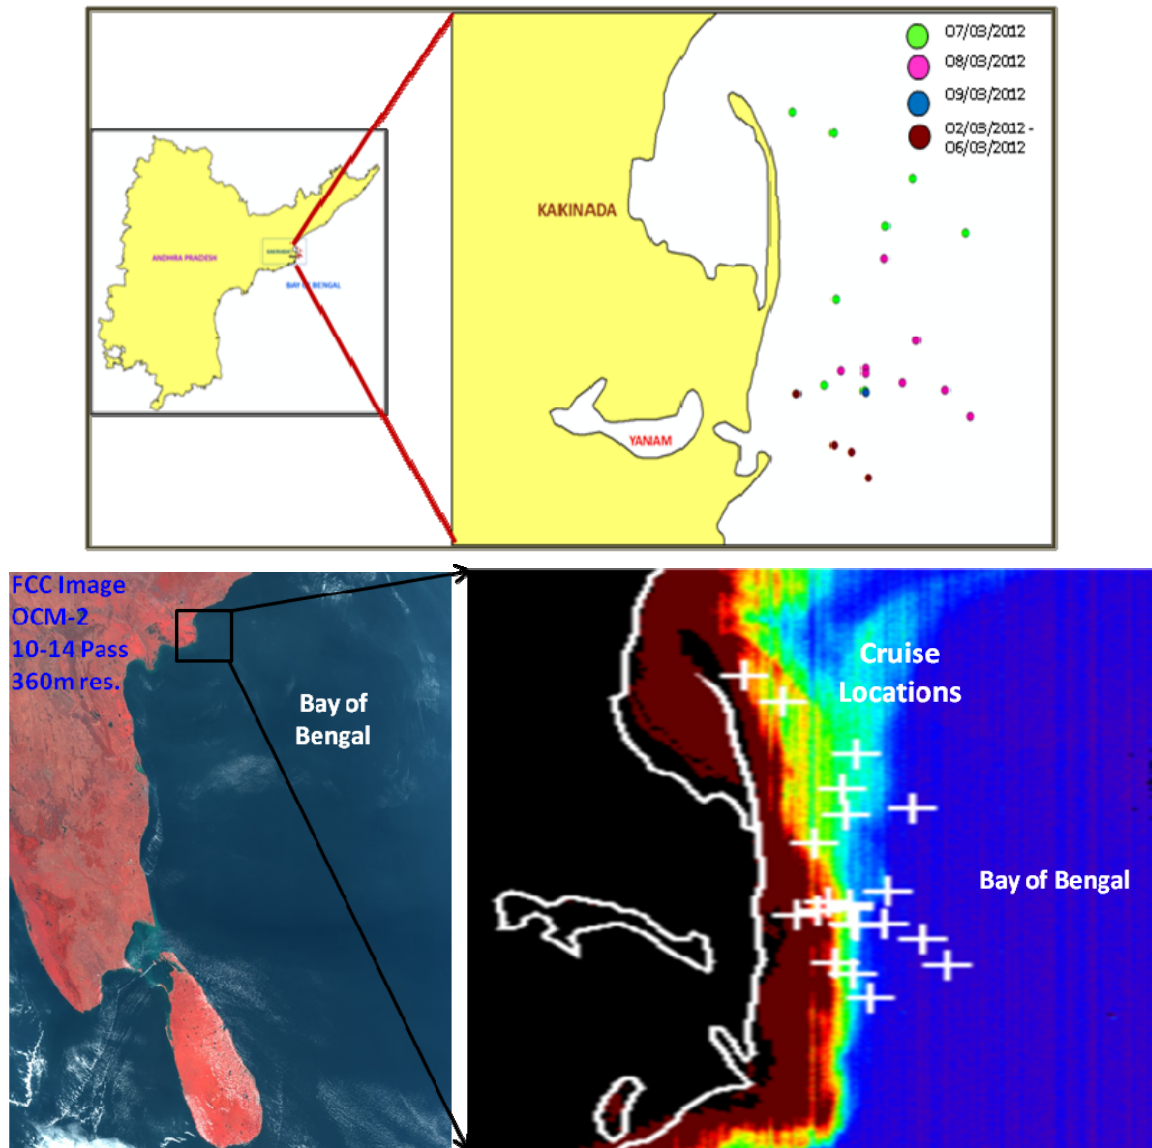 07/03/2012
08/03/2012
09/03/2012
02/03/2012 -
06/03/2012
KAKINADA
YANAM
ANDHRA PRADESH
KAKINADA
BAY OF BENGAL
FCC Image
OCM-2
10-14 Pass
360m res.
Bay of
Bengal
Cruise
Locations
Bay of Bengal